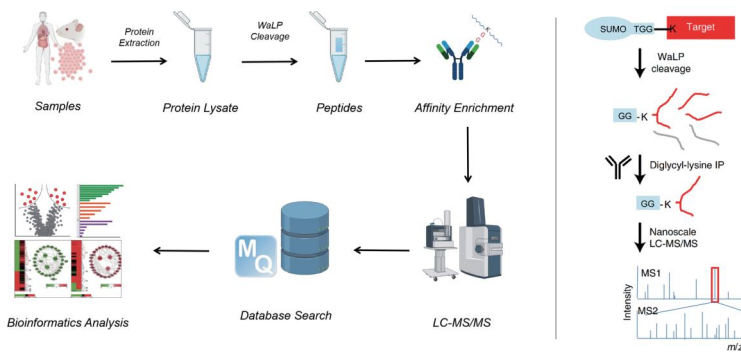 Protein
Extraction
WaLP
Cleavage
Samples
Protein Lysate
Peptides
Affinity Enrichment
K
MQ
Bioinformatics Analysis
Database Search
LC-MS/MS
SUMO TGG K Target
WaLP
cleavage
GG - K
Diglycyl-lysine IP
GG - K
Nanoscale
LC-MS/MS
MS1
Intensity
MS2
m/z